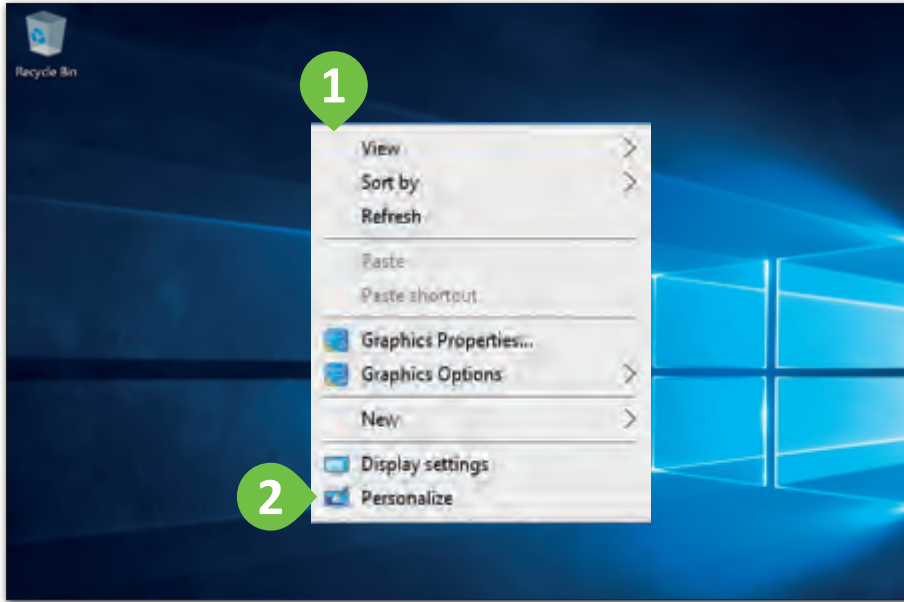 Recycle Bin
1
View
Sort by
Refresh
Paste
Paste shortcut
Graphics Properties...
Graphics Options
New
Display settings
2
Personalize